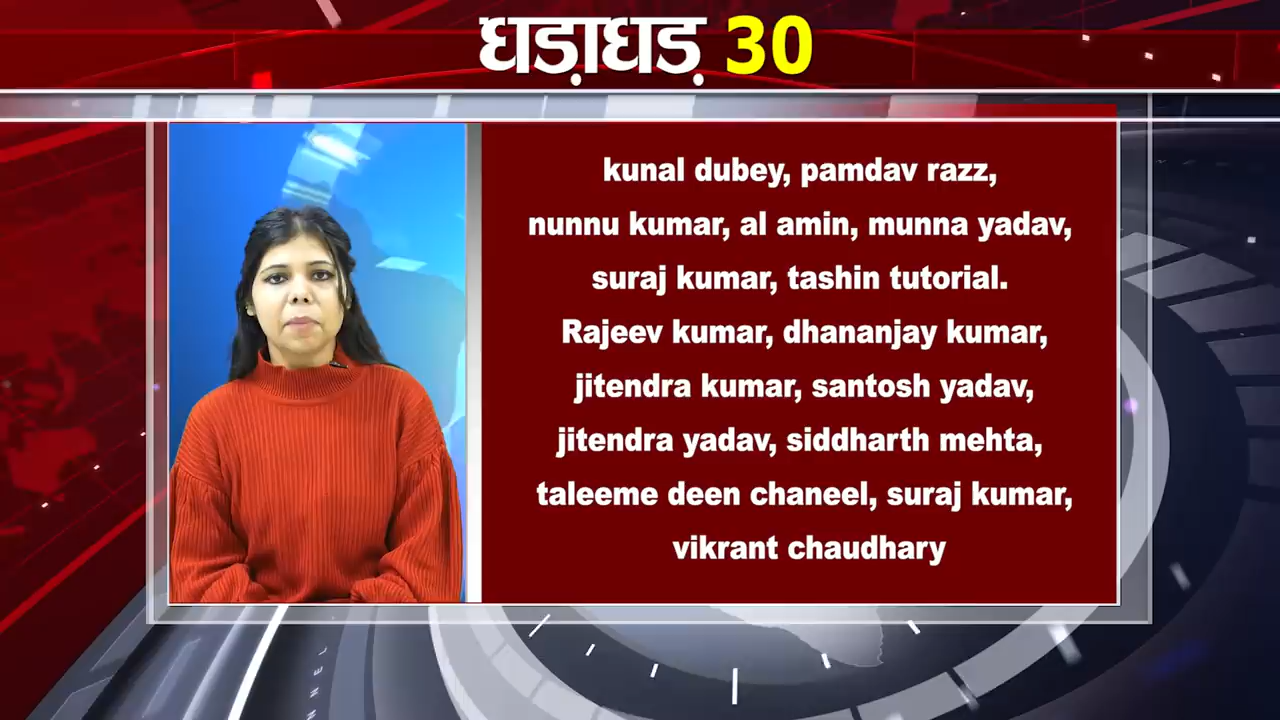 धड़ाधड़ 30
kunal dubey, pamdav razz,
nunnu kumar, al amin, munna yadav,
suraj kumar, tashin tutorial.
Rajeev kumar, dhananjay kumar,
jitendra kumar, santosh yadav,
jitendra yadav, siddharth mehta,
taleeme deen chaneel, suraj kumar,
vikrant chaudhary